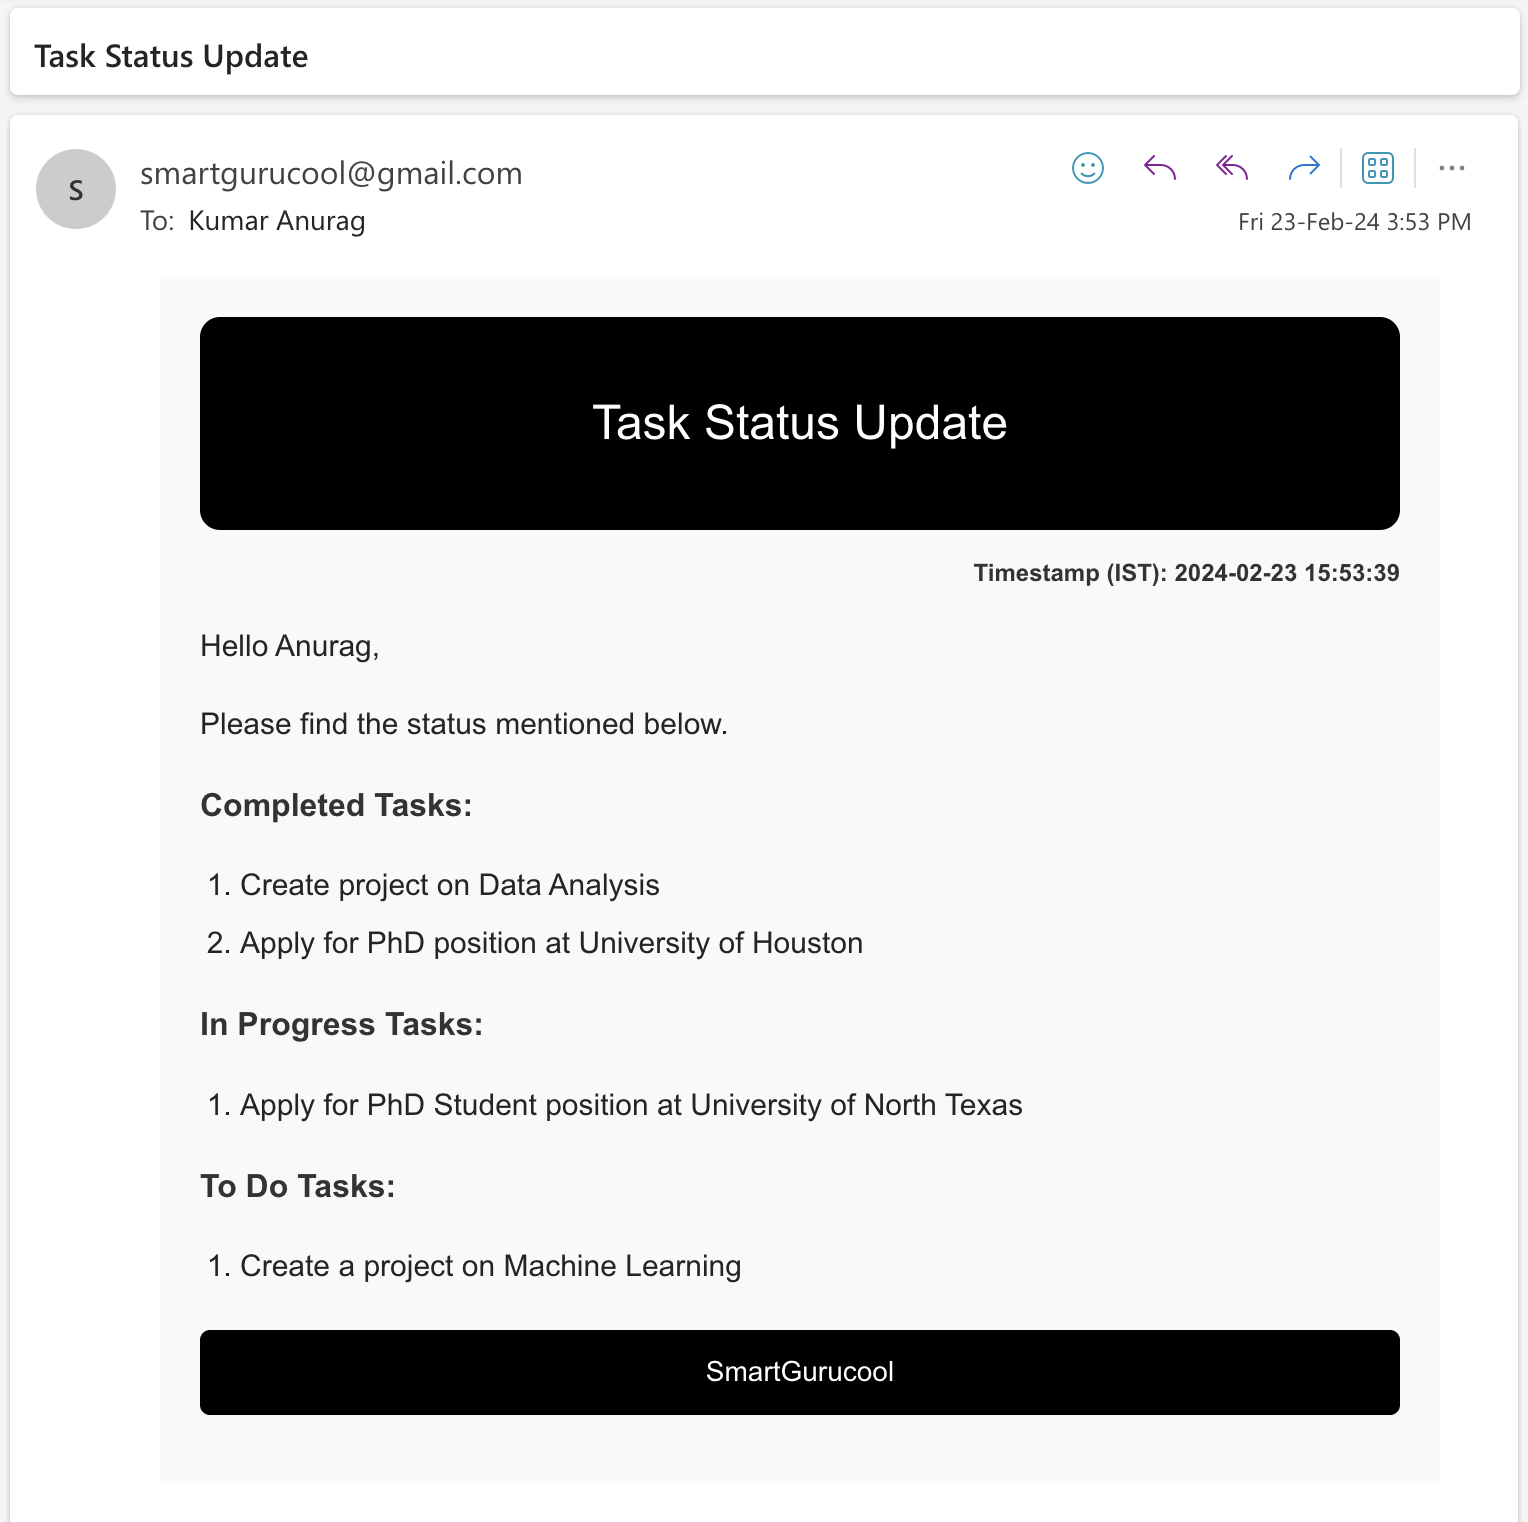 Task Status Update
S
smartgurucool@gmail.com
To: Kumar Anurag
Fri 23-Feb-24 3:53 PM
Task Status Update
Timestamp (IST): 2024-02-23 15:53:39
Hello Anurag,
Please find the status mentioned below.
Completed Tasks:
1. Create project on Data Analysis
2. Apply for PhD position at University of Houston
In Progress Tasks:
1. Apply for PhD Student position at University of North Texas
To Do Tasks:
1. Create a project on Machine Learning
SmartGurucool